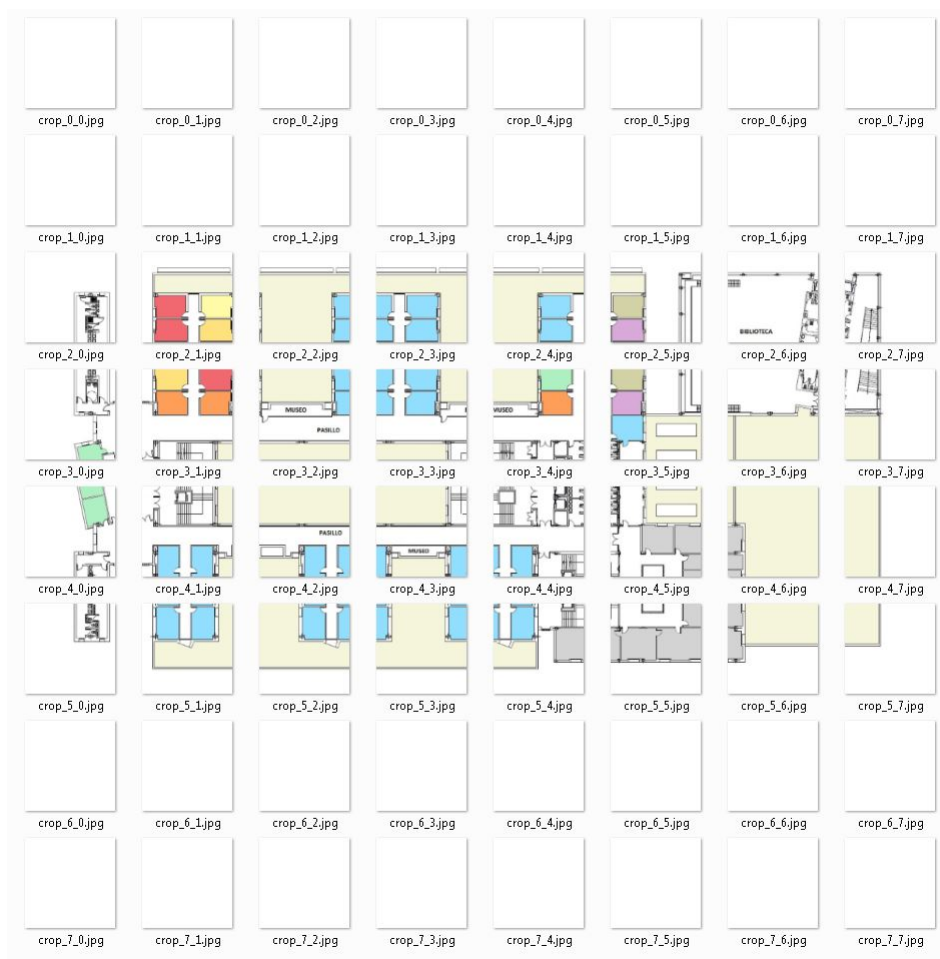 crop_0_0.jpg crop_0_1.jpg crop_0_2.jpg crop_0_3.jpg crop_0_4.jpg crop_0_5.jpg crop_0_6.jpg crop_0_7.jpg
crop_1_0.jpg crop_1_1.jpg crop_1_2.jpg crop_1_3.jpg crop_1_4.jpg crop_1_5.jpg crop_1_6.jpg crop_1_7.jpg
BIBLIOTECA
crop_2_0.jpg crop_2_1.jpg crop_2_2.jpg crop_2_3.jpg crop_2_4.jpg crop_2_5.jpg crop_2_6.jpg crop_2_7.jpg
MUSEO MUSEO
PASILLO
crop_3_0.jpg crop_3_1.jpg crop_3_2.jpg crop_3_3.jpg crop_3_4.jpg crop_3_5.jpg crop_3_6.jpg crop_3_7.jpg
PASILLO
MUSEO
crop_4_0.jpg crop_4_1.jpg crop_4_2.jpg crop_4_3.jpg crop_4_4.jpg crop_4_5.jpg crop_4_6.jpg crop_4_7.jpg
crop_5_0.jpg crop_5_1.jpg crop_5_2.jpg crop_5_3.jpg crop_5_4.jpg crop_5_5.jpg crop_5_6.jpg crop_5_7.jpg
crop_6_0.jpg crop_6_1.jpg crop_6_2.jpg crop_6_3.jpg crop_6_4.jpg crop_6_5.jpg crop_6_6.jpg crop_6_7.jpg
crop_7_0.jpg crop_7_1.jpg crop_7_2.jpg crop_7_3.jpg crop_7_4.jpg crop_7_5.jpg crop_7_6.jpg crop_7_7.jpg